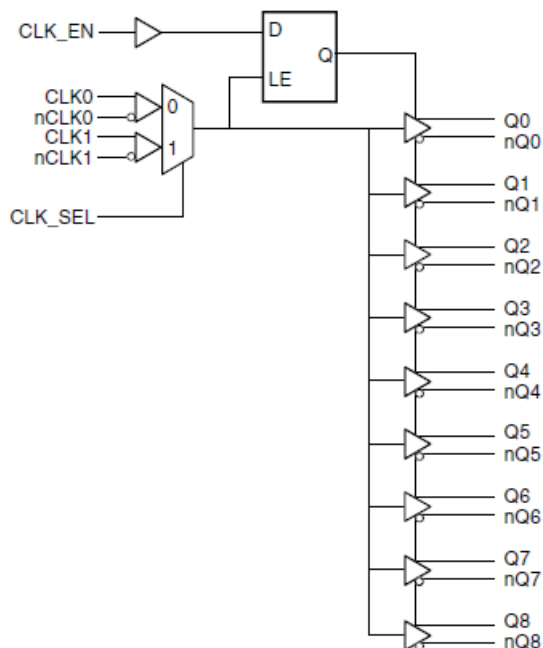 CLK_EN
D
Q
LE
CLK0
nCLK0
CLK1
nCLK1
0
1
CLK_SEL
Q0
nQ0
Q1
nQ1
Q2
nQ2
Q3
nQ3
Q4
nQ4
Q5
nQ5
Q6
nQ6
Q7
nQ7
Q8
nQ8